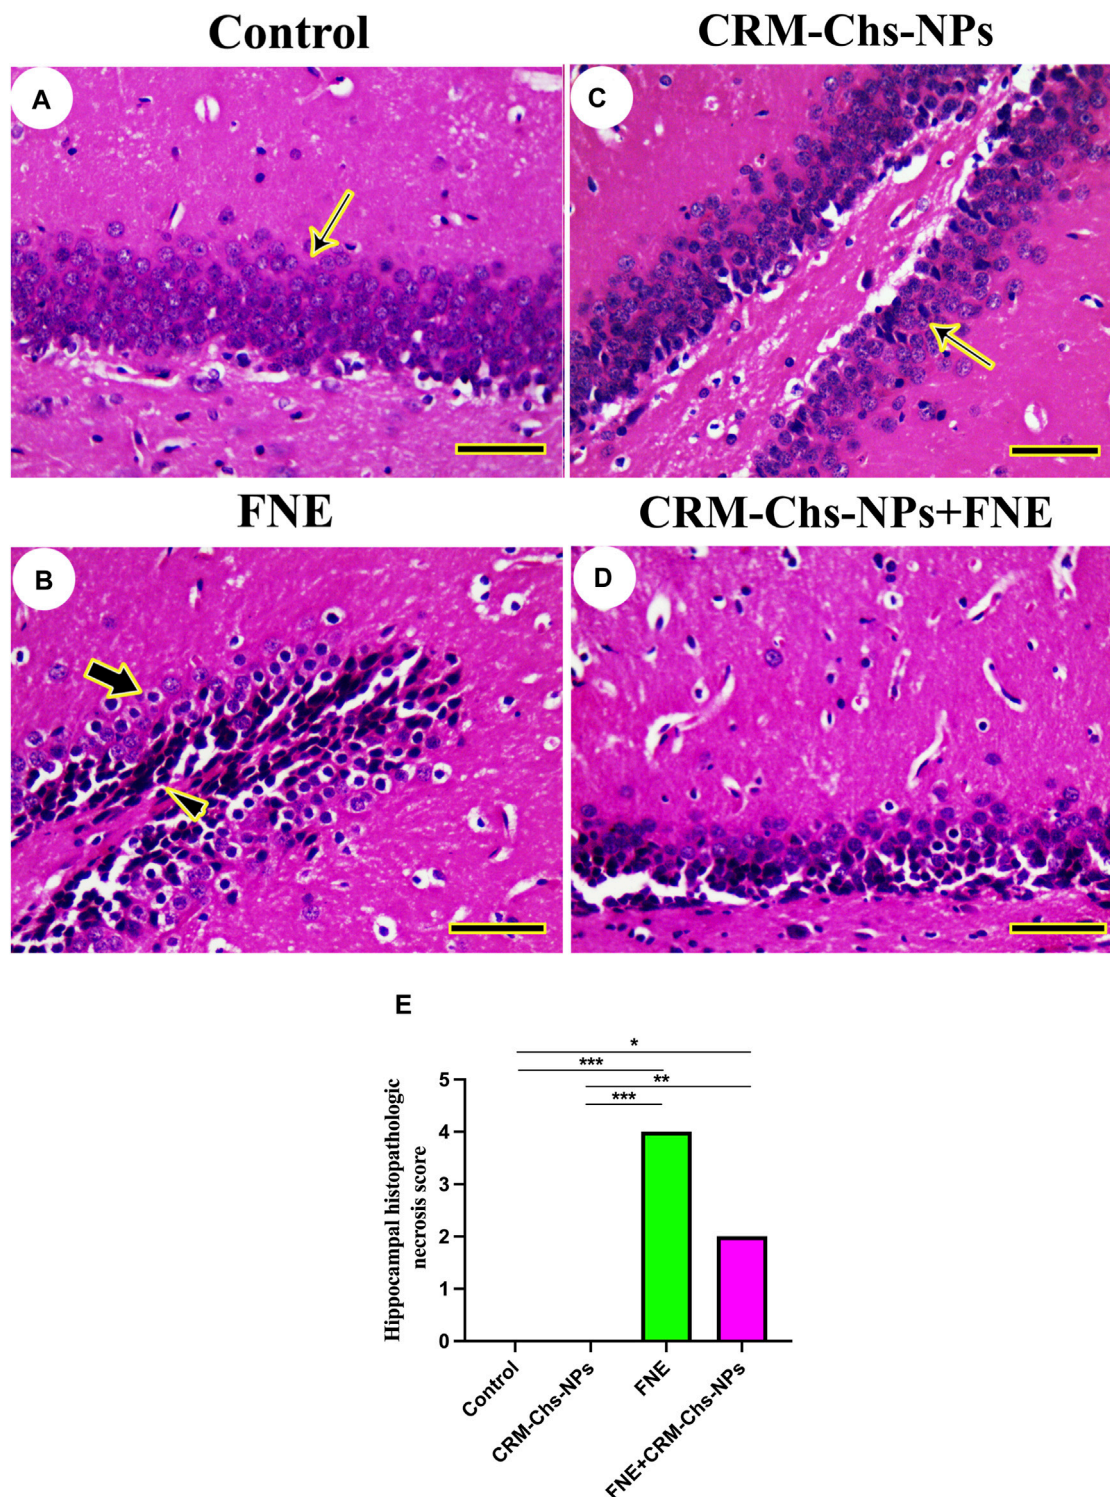 Control
CRM-Chs-NPs
A
C
FNE
CRM-Chs-NPs+FNE
B
D
E
*
***
**
***
Hippocampal histopathologic
necrosis score
5
4
3
2
1
0
Control
CRM-Chs-NPs
FNE
FNE+CRM-Chs-NPs